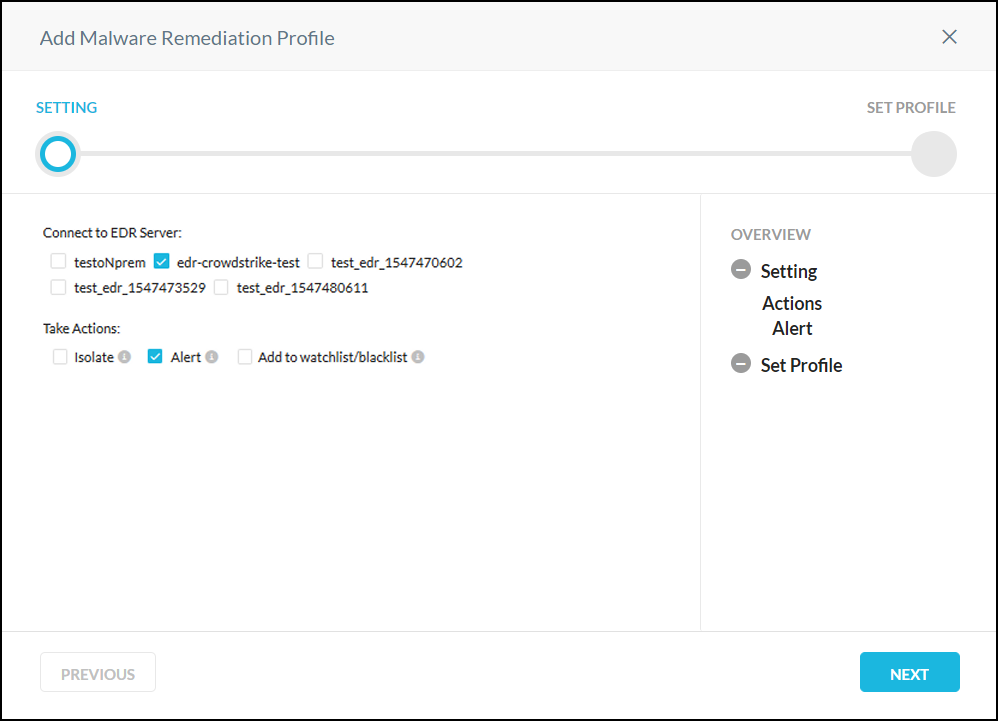 Add Malware Remediation Profile
SETTING
SET PROFILE
Connect to EDR Server:
testoNprem edr-crowdstrike-test test_edr_1547470602
test_edr_1547473529 test_edr_1547480611
Take Actions:
Isolate Alert Add to watchlist/blacklist
OVERVIEW
Setting
Actions
Alert
Set Profile
PREVIOUS
NEXT